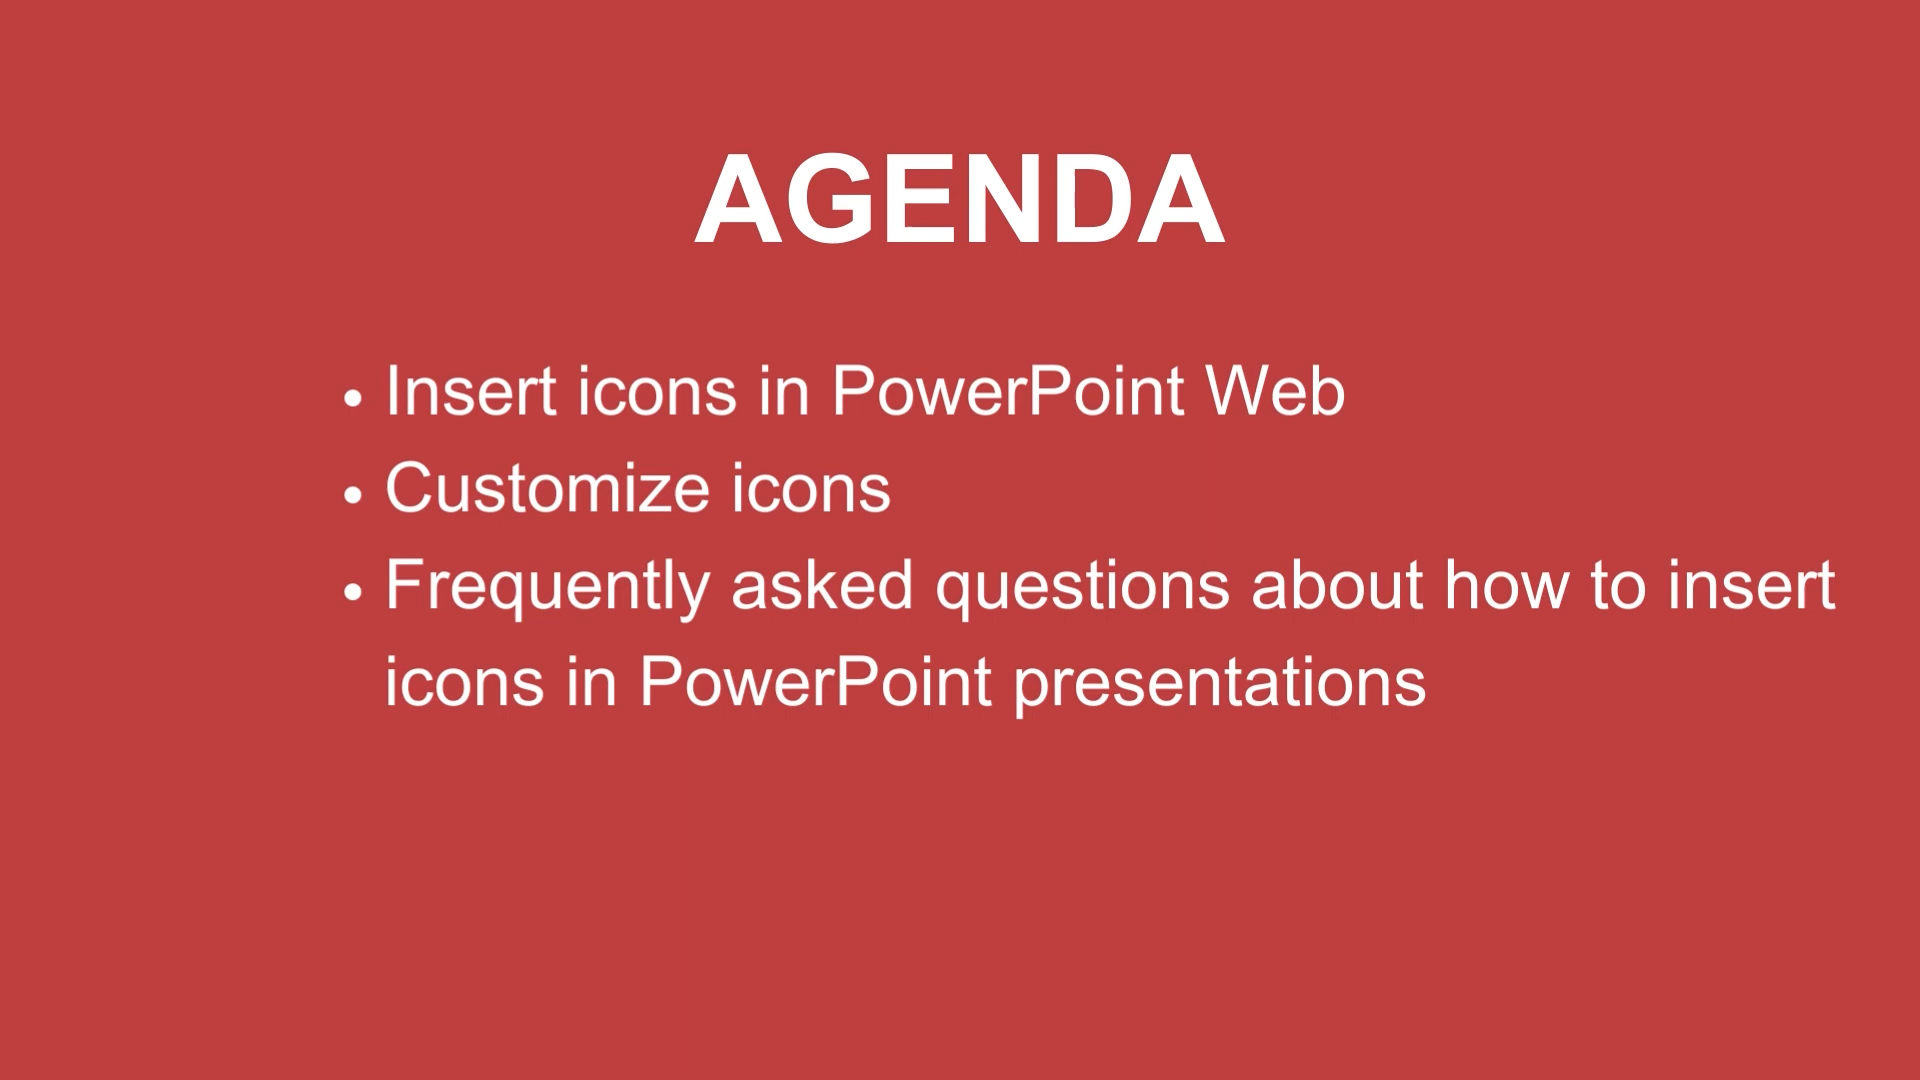 AGENDA
• Insert icons in PowerPoint Web
• Customize icons
• Frequently asked questions about how to insert
icons in PowerPoint presentations